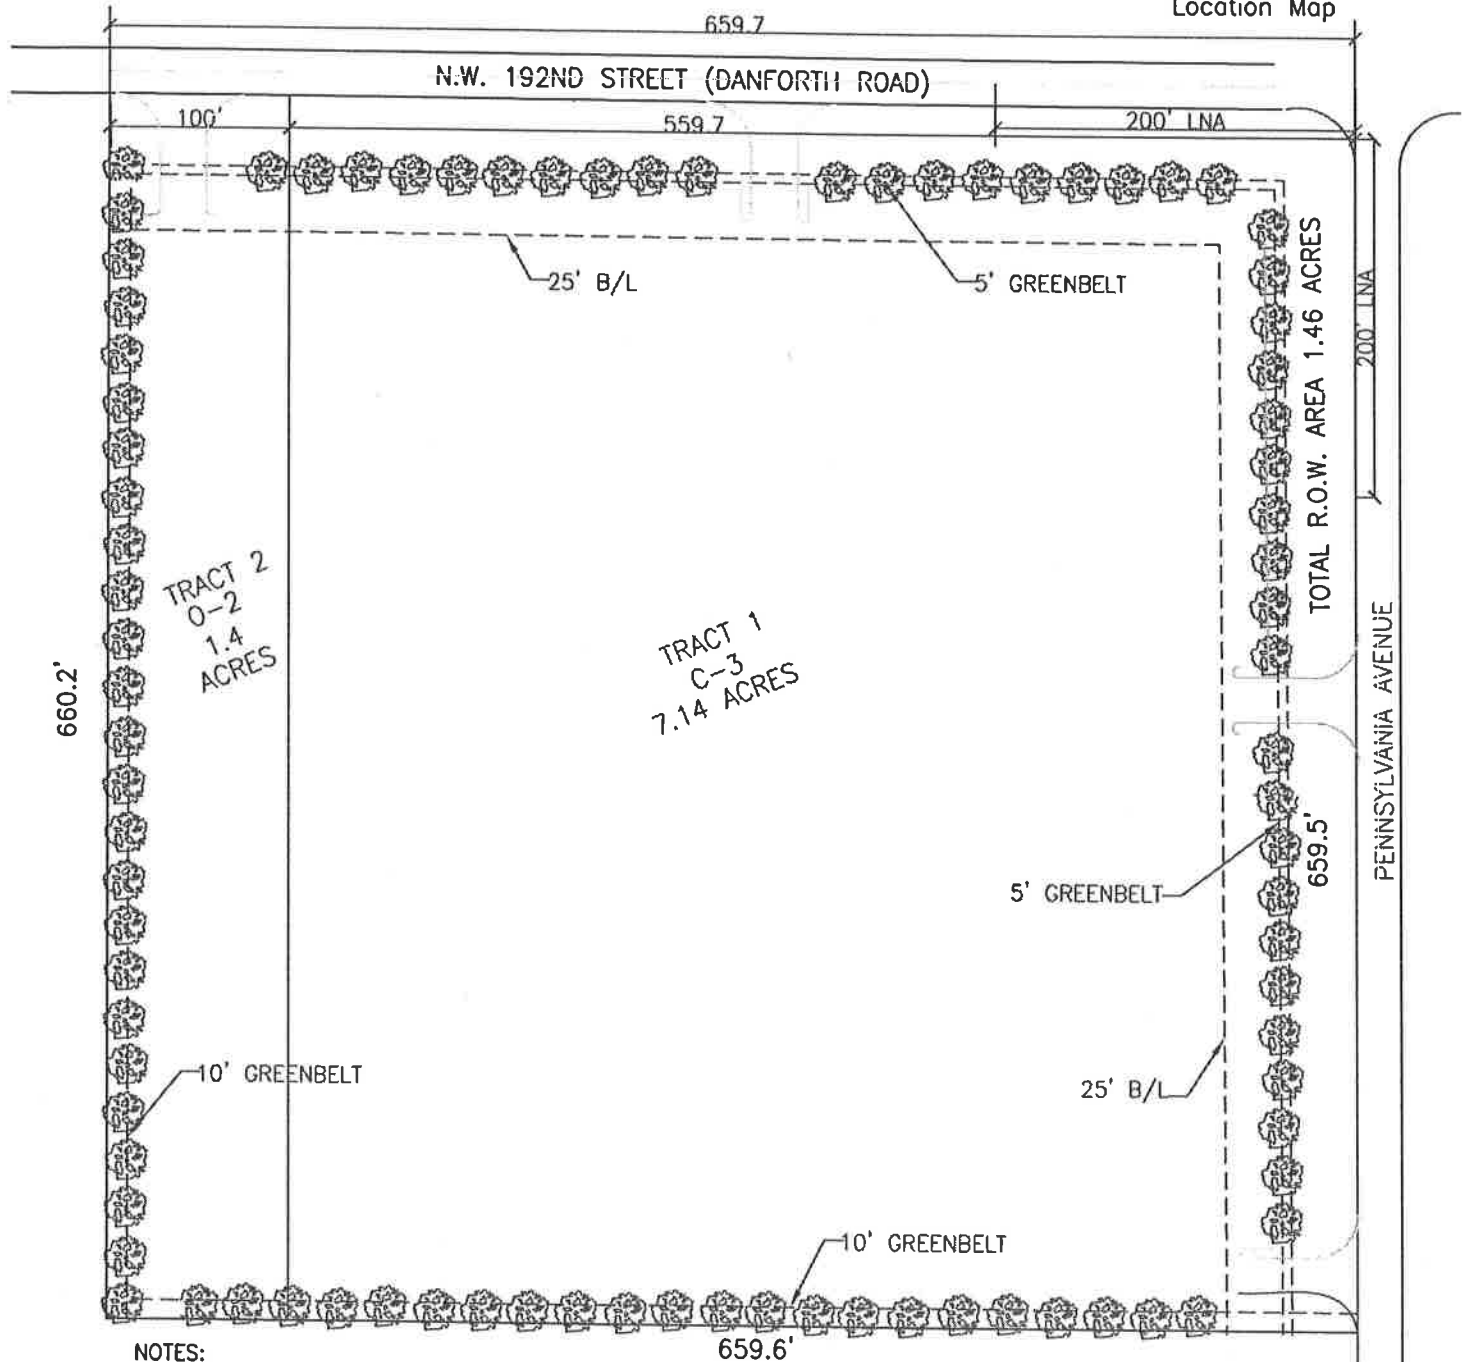 Location Map
659.7
N.W. 192ND STREET (DANFORTH ROAD)
100'
559.7
200' LNA
25' B/L
5' GREENBELT
TOTAL R.O.W. AREA 1.46 ACRES
200' LNA
TRACT 2
O-2
1.4
ACRES
TRACT 1
C-3
7.14 ACRES
660.2'
PENNSYLVANIA AVENUE
659.5'
5' GREENBELT
10' GREENBELT
25' B/L
10' GREENBELT
NOTES:
659.6'